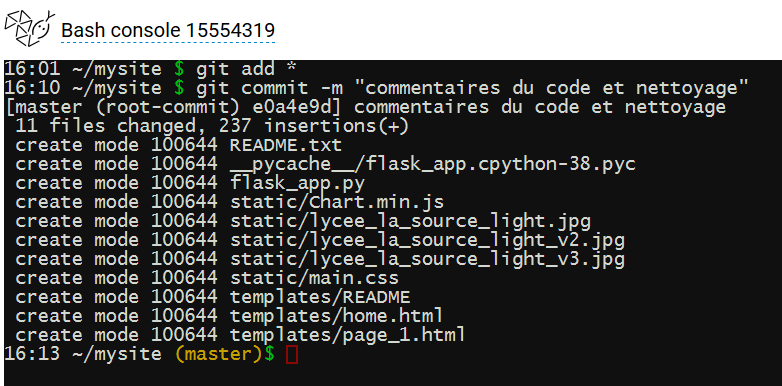 Bash console 15554319
16:01 ~/mysite $ git add *
16:10 ~/mysite $ git commit -m "commentaires du code et nettoyage"
[master (root-commit) e0a4e9d] commentaires du code et nettoyage
 11 files changed, 237 insertions(+)
 create mode 100644 README.txt
 create mode 100644 __pycache__/flask_app.cpython-38.pyc
 create mode 100644 flask_app.py
 create mode 100644 static/Chart.min.js
 create mode 100644 static/lycee_la_source_light.jpg
 create mode 100644 static/lycee_la_source_light_v2.jpg
 create mode 100644 static/lycee_la_source_light_v3.jpg
 create mode 100644 static/main.css
 create mode 100644 templates/README
 create mode 100644 templates/home.html
 create mode 100644 templates/page_1.html
16:13 ~/mysite (master)$